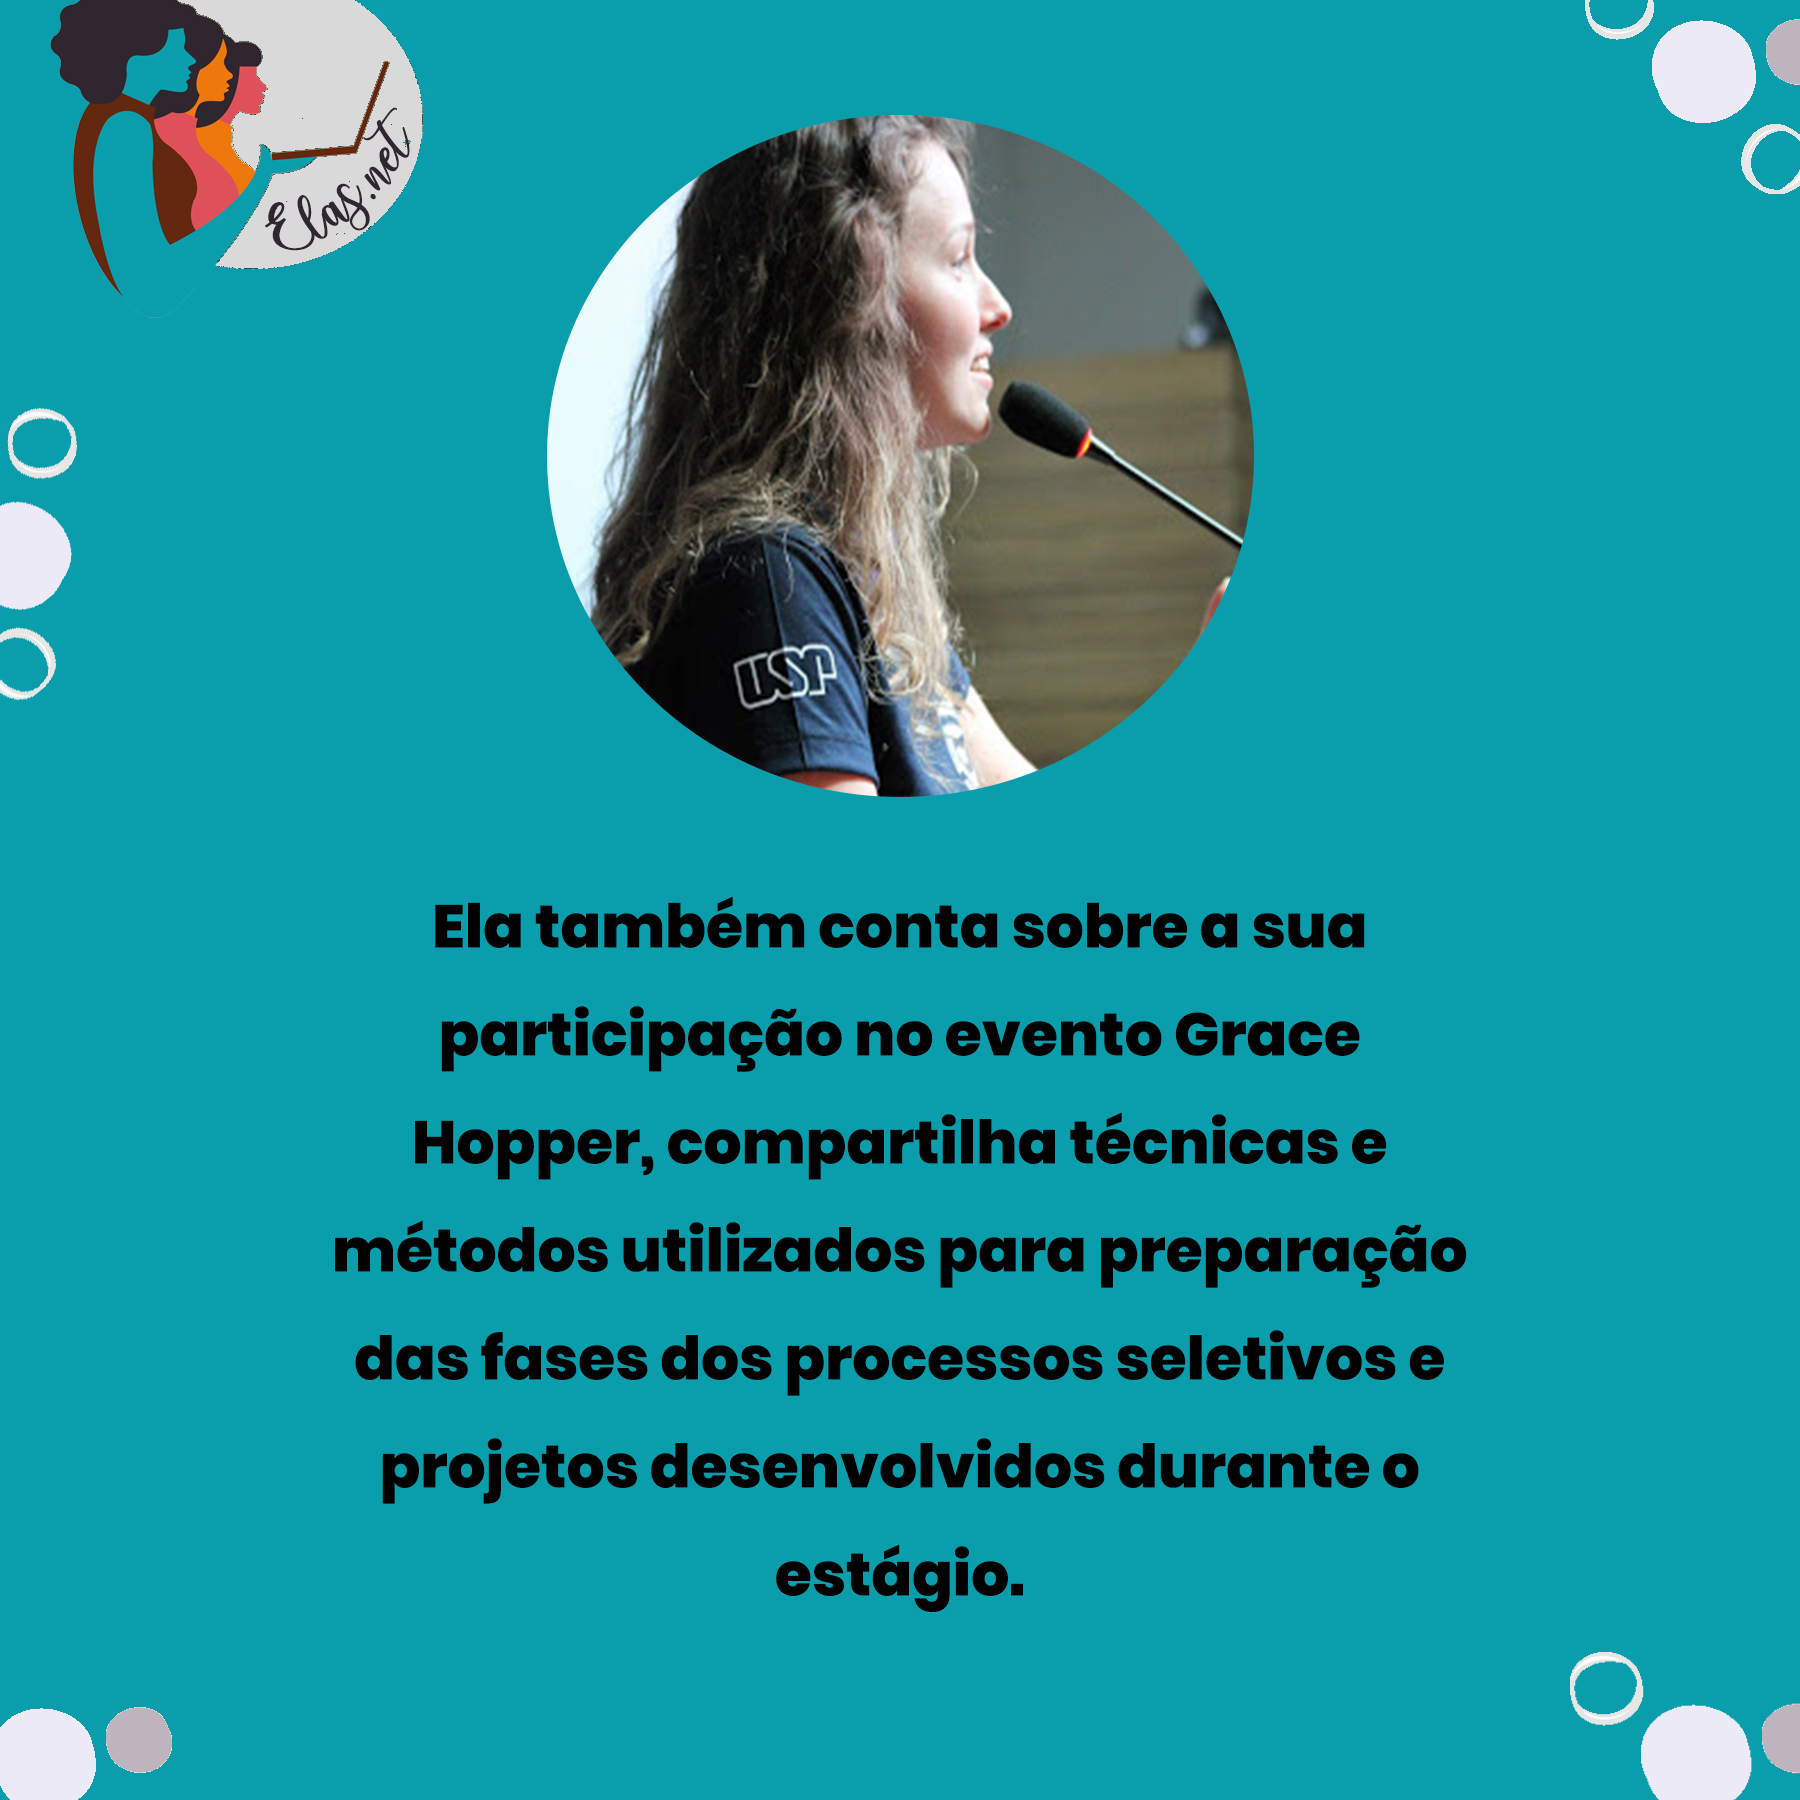 Elas.net
USP
Ela também conta sobre a sua
participação no evento Grace
Hopper, compartilha técnicas e
métodos utilizados para preparação
das fases dos processos seletivos e
projetos desenvolvidos durante o
estágio.